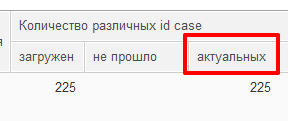 Количество различных id case
я
загружен не прошло актуальных
225 225